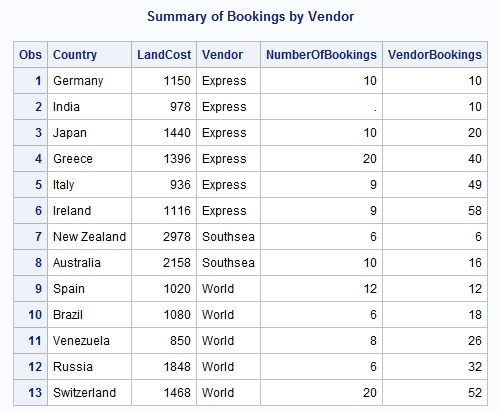 Summary of Bookings by Vendor
Obs Country LandCost Vendor NumberOfBookings VendorBookings
1 Germany 1150 Express 10 10
2 India 978 Express . 10
3 Japan 1440 Express 10 20
4 Greece 1396 Express 20 40
5 Italy 936 Express 9 49
6 Ireland 1116 Express 9 58
7 New Zealand 2978 Southsea 6 6
8 Australia 2158 Southsea 10 16
9 Spain 1020 World 12 12
10 Brazil 1080 World 6 18
11 Venezuela 850 World 8 26
12 Russia 1848 World 6 32
13 Switzerland 1468 World 20 52